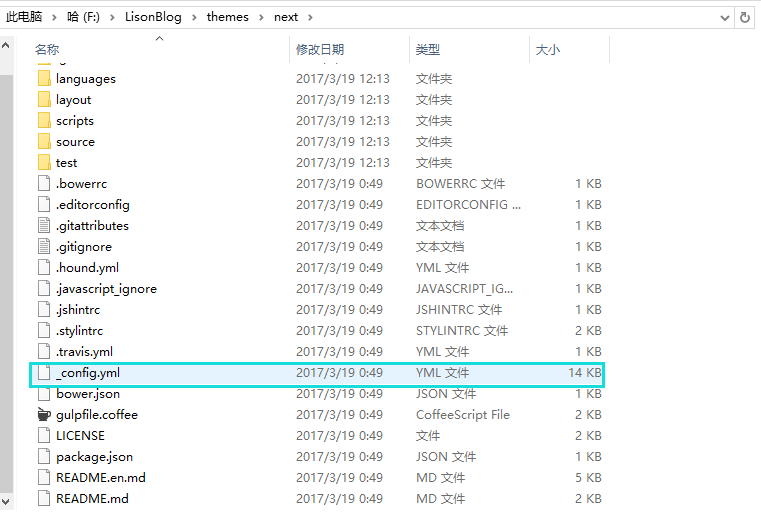 此电脑 > 哈 (F:) > LisonBlog > themes > next >
名称 修改日期 类型 大小
languages 2017/3/19 12:13 文件夹
layout 2017/3/19 12:13 文件夹
scripts 2017/3/19 12:13 文件夹
source 2017/3/19 12:13 文件夹
test 2017/3/19 12:13 文件夹
.bowerrc 2017/3/19 0:49 BOWERRC 文件 1 KB
.editorconfig 2017/3/19 0:49 EDITORCONFIG ... 1 KB
.gitattributes 2017/3/19 0:49 文本文档 1 KB
.gitignore 2017/3/19 0:49 文本文档 1 KB
.hound.yml 2017/3/19 0:49 YML 文件 1 KB
.javascript_ignore 2017/3/19 0:49 JAVASCRIPT_IG... 1 KB
.jshintrc 2017/3/19 0:49 JSHINTRC 文件 1 KB
.stylintrc 2017/3/19 0:49 STYLINTRC 文件 2 KB
.travis.yml 2017/3/19 0:49 YML 文件 1 KB
_config.yml 2017/3/19 0:49 YML 文件 14 KB
bower.json 2017/3/19 0:49 JSON 文件 1 KB
gulpfile.coffee 2017/3/19 0:49 CoffeeScript File 2 KB
LICENSE 2017/3/19 0:49 文件 2 KB
package.json 2017/3/19 0:49 JSON 文件 1 KB
README.en.md 2017/3/19 0:49 MD 文件 5 KB
README.md 2017/3/19 0:49 MD 文件 2 KB